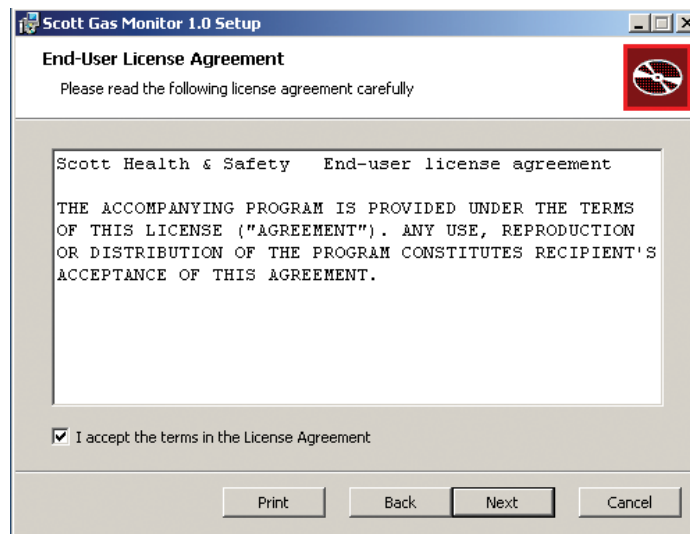 Scott Gas Monitor 1.0 Setup
End-User License Agreement
Please read the following license agreement carefully
Scott Health & Safety   End-user license agreement
THE ACCOMPANYING PROGRAM IS PROVIDED UNDER THE TERMS
OF THIS LICENSE ("AGREEMENT"). ANY USE, REPRODUCTION
OR DISTRIBUTION OF THE PROGRAM CONSTITUTES RECIPIENT'S
ACCEPTANCE OF THIS AGREEMENT.
I accept the terms in the License Agreement
Print Back Next Cancel